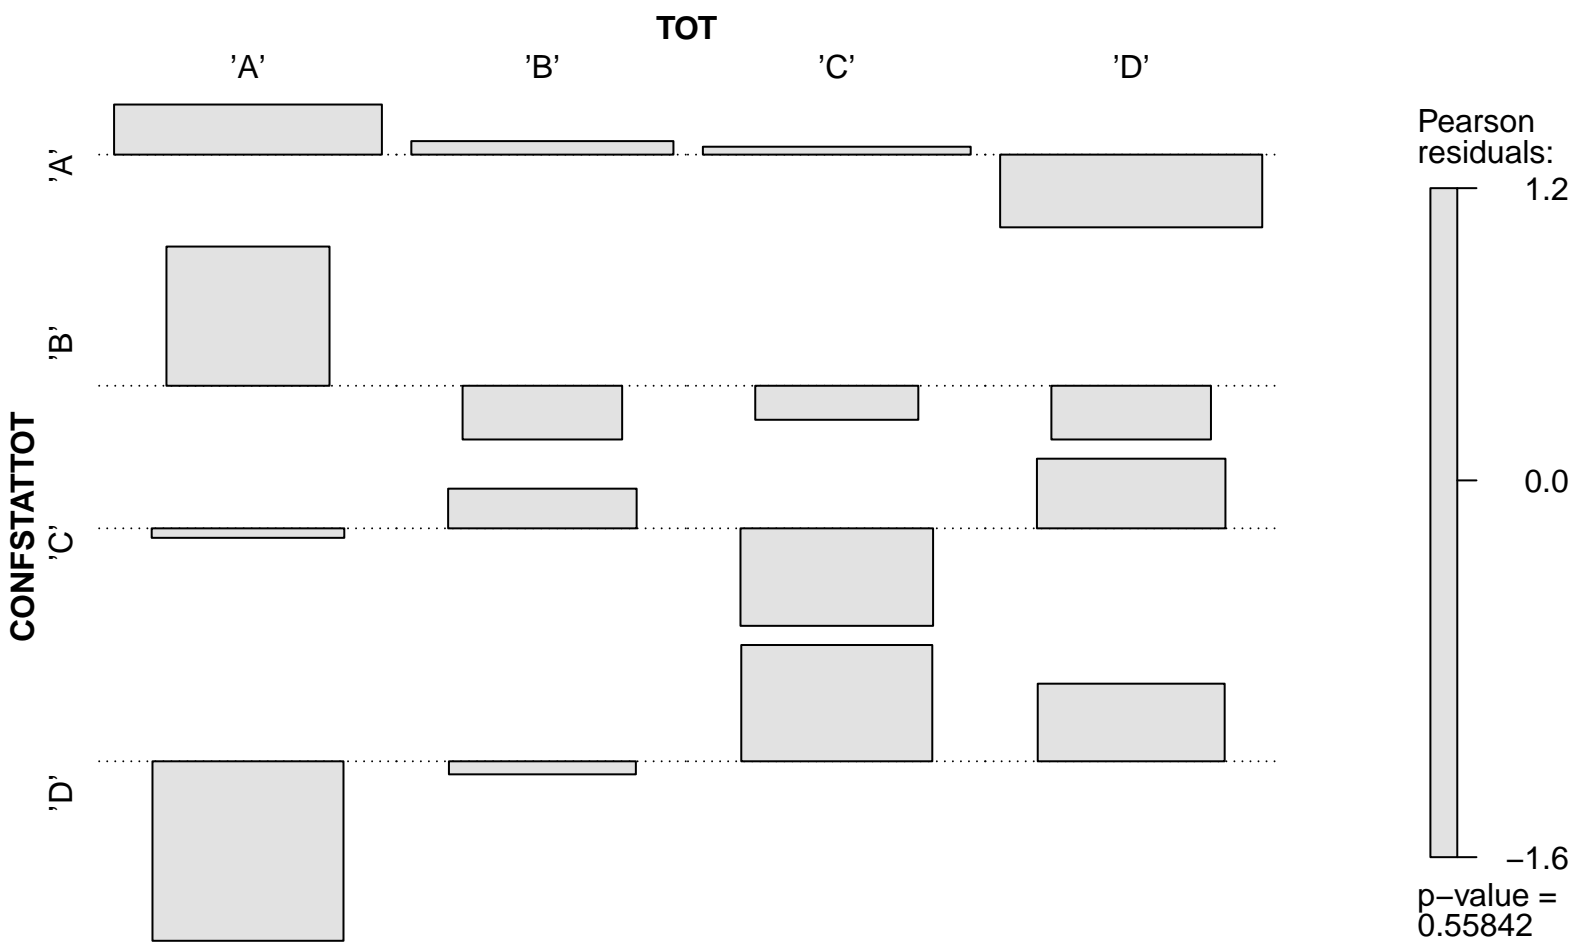 TOT
’A’ ’B’ ’C’ ’D’
CONFSTATTOT
’A’
’B’
’C’
’D’
Pearson
residuals:
1.2
0.0
−1.6
p−value =
0.55842